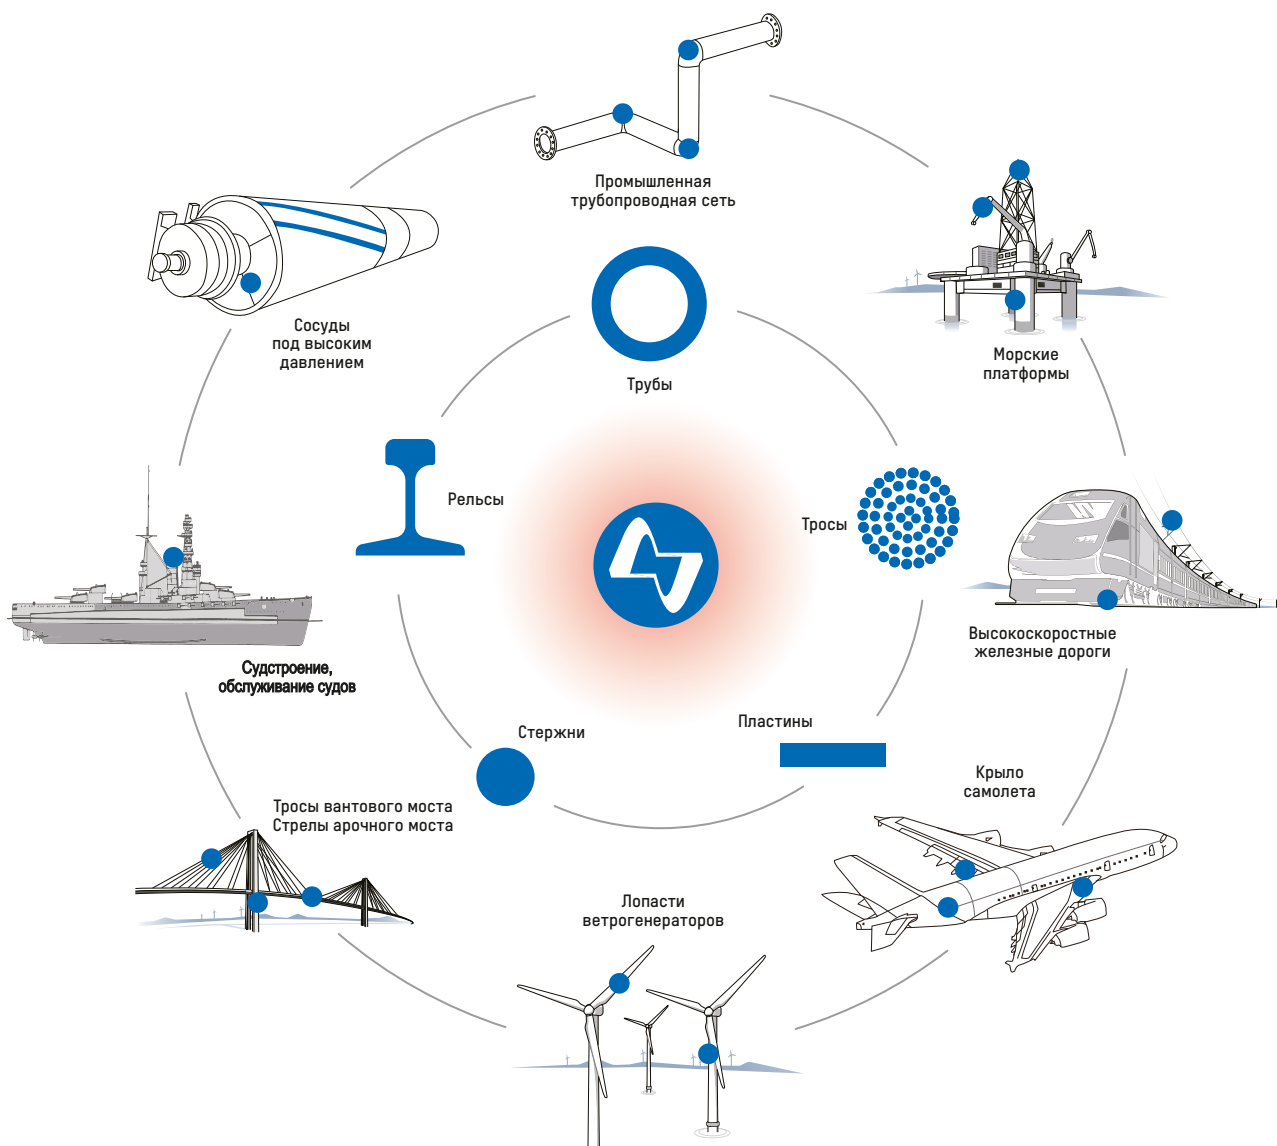 Промышленная
трубопроводная сеть
Сосуды
под высоким
давлением
Морские
платформы
Трубы
Рельсы
Тросы
Высокоскоростные
железные дороги
Судстроение,
обслуживание судов
Стержни
Пластины
Крыло
самолета
Тросы вантового моста
Стрелы арочного моста
Лопасти
ветрогенераторов